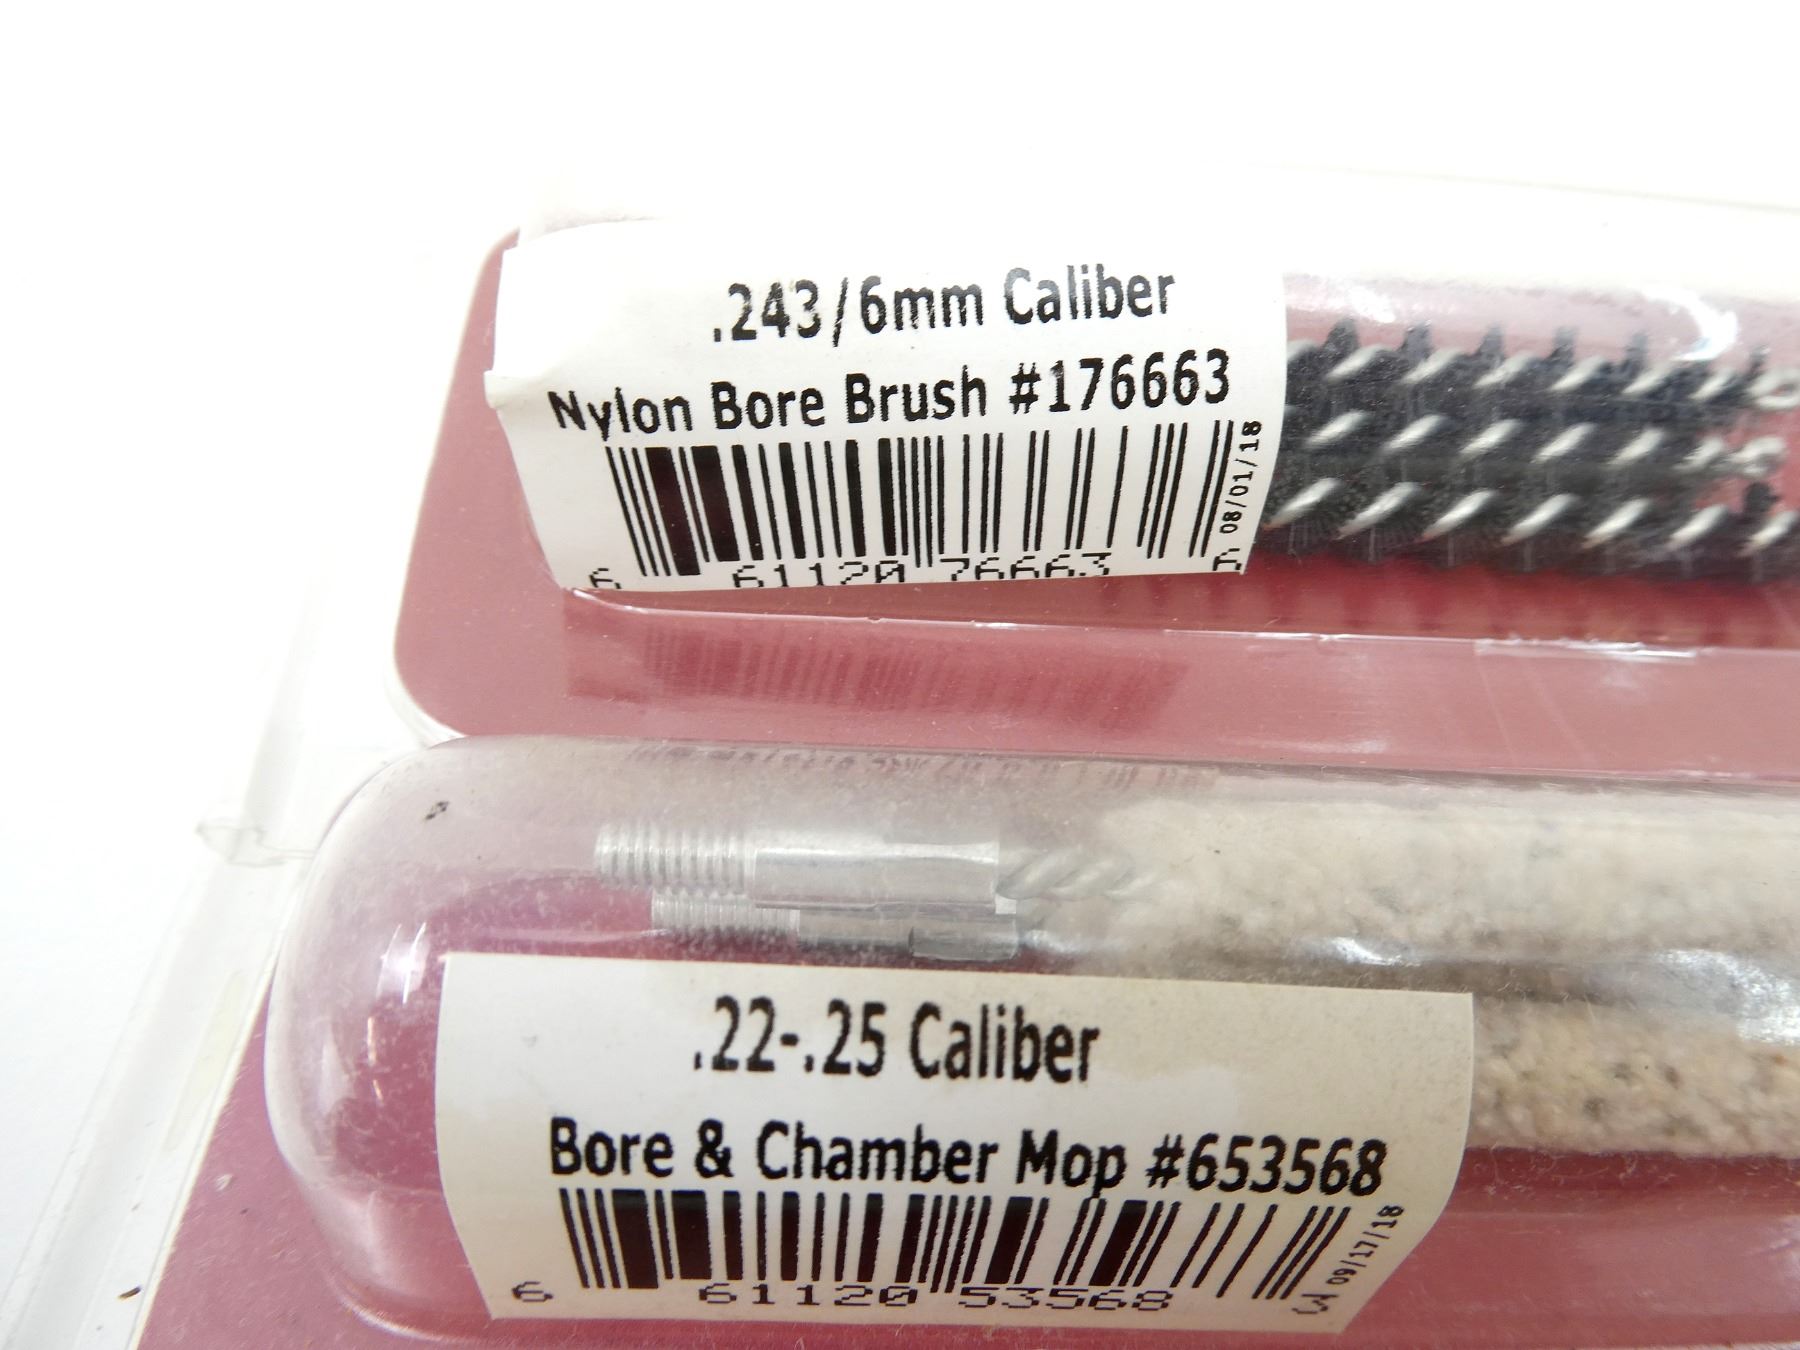 .243/6mm Caliber
Nylon Bore Brush #176663
08/01/18
6 61120 76663
.22-.25 Caliber
Bore & Chamber Mop #653568
09/17/18
6 61120 53568 3